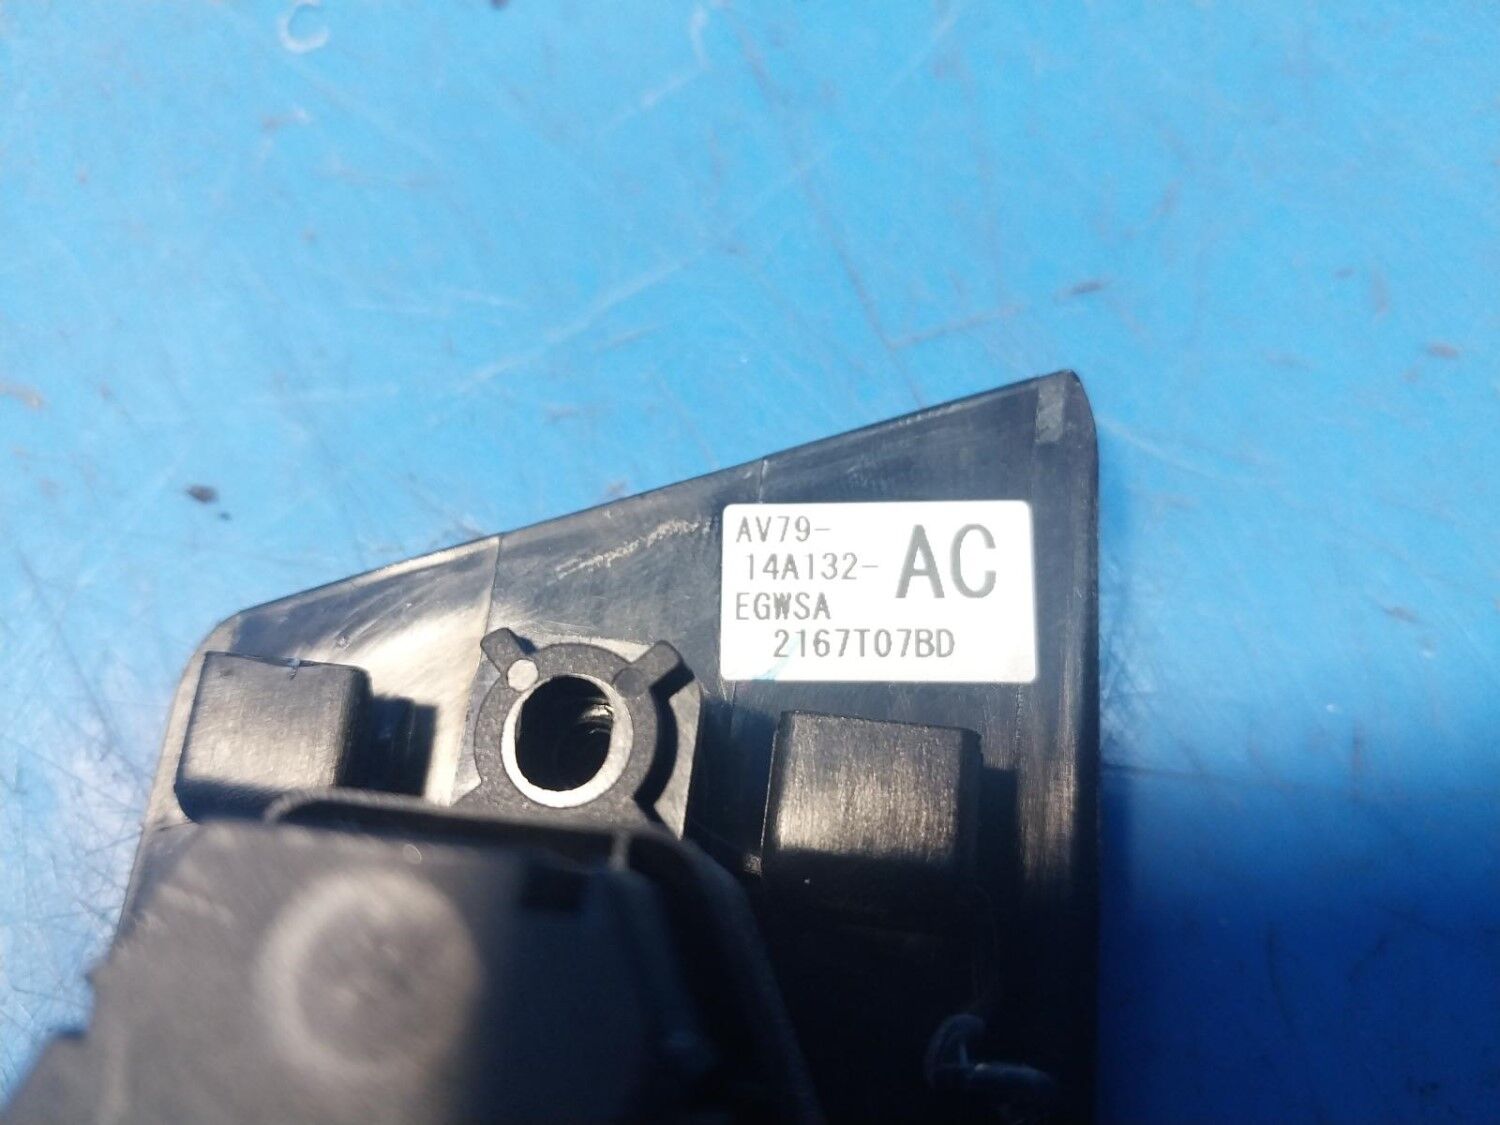 AV79-
14A132- AC
EGWSA
2167T07BD